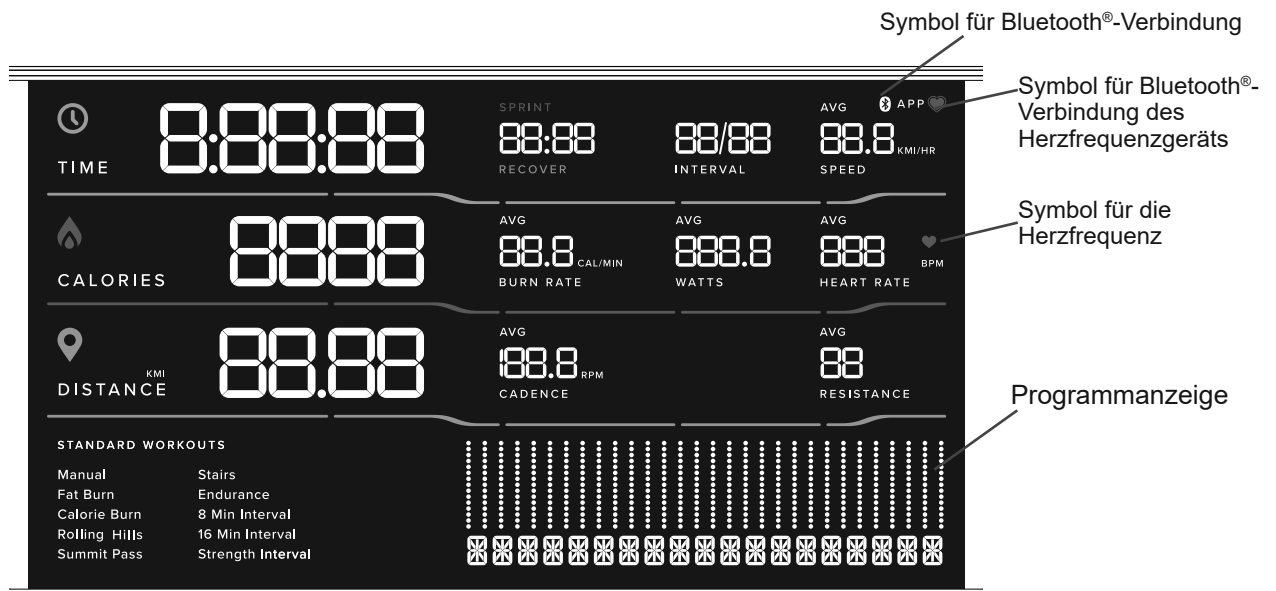 Symbol für Bluetooth®-Verbindung
Symbol für Bluetooth®-
Verbindung des
Herzfrequenzgeräts
Symbol für die
Herzfrequenz
Programmanzeige
TIME
8:88:88
SPRINT
88:88
RECOVER
88/88
INTERVAL
AVG
APP
88.8 KMI/HR
SPEED
CALORIES
8888
AVG
88.8 CAL/MIN
BURN RATE
AVG
888.8
WATTS
AVG
888
BPM
HEART RATE
KMI
DISTANCE
88.88
AVG
188.8 RPM
CADENCE
AVG
88
RESISTANCE
STANDARD WORKOUTS
Manual
Fat Burn
Calorie Burn
Rolling Hills
Summit Pass
Stairs
Endurance
8 Min Interval
16 Min Interval
Strength Interval